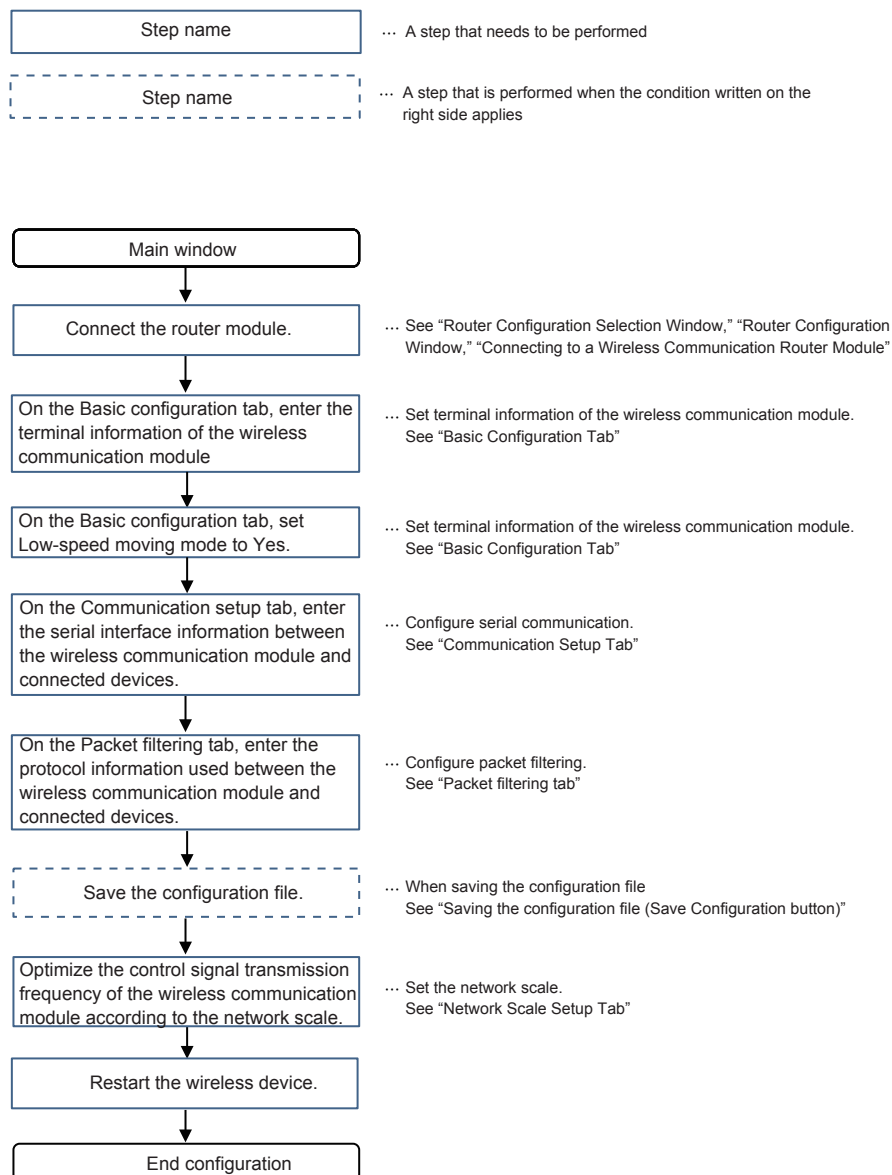 Step name
... A step that needs to be performed
Step name
... A step that is performed when the condition written on the
right side applies
Main window
Connect the router module.
... See “Router Configuration Selection Window,” “Router Configuration
Window,” “Connecting to a Wireless Communication Router Module”
On the Basic configuration tab, enter the
terminal information of the wireless
communication module
... Set terminal information of the wireless communication module.
See “Basic Configuration Tab”
On the Basic configuration tab, set
Low-speed moving mode to Yes.
... Set terminal information of the wireless communication module.
See “Basic Configuration Tab”
On the Communication setup tab, enter
the serial interface information between
the wireless communication module and
connected devices.
... Configure serial communication.
See “Communication Setup Tab”
On the Packet filtering tab, enter the
protocol information used between the
wireless communication module and
connected devices.
... Configure packet filtering.
See “Packet filtering tab”
Save the configuration file.
... When saving the configuration file
See “Saving the configuration file (Save Configuration button)”
Optimize the control signal transmission
frequency of the wireless communication
module according to the network scale.
... Set the network scale.
See “Network Scale Setup Tab”
Restart the wireless device.
End configuration